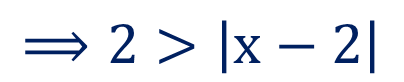 ⟹ 2 > |x − 2|